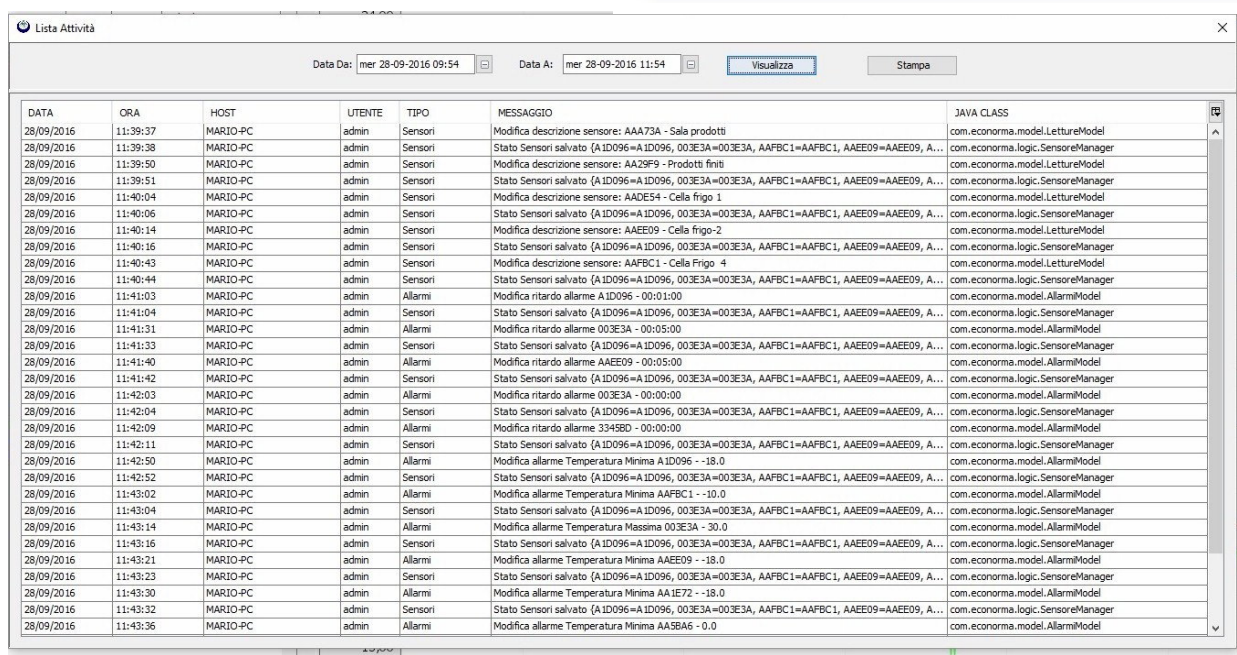 Lista Attività
Data Da: mer 28-09-2016 09:54 Data A: mer 28-09-2016 11:54 Visualizza Stampa
DATA ORA HOST UTENTE TIPO MESSAGGIO JAVA CLASS
28/09/2016 11:39:37 MARIO-PC admin Sensori Modifica descrizione sensore: AAA73A - Sala prodotti com.econorma.model.LettureModel
28/09/2016 11:39:38 MARIO-PC admin Sensori Stato Sensori salvato {A1D096=A1D096, 003E3A=003E3A, AAFBC1=AAFBC1, AAEE09=AAEE09, A... com.econorma.logic.SensoreManager
28/09/2016 11:39:50 MARIO-PC admin Sensori Modifica descrizione sensore: AA29F9 - Prodotti finiti com.econorma.model.LettureModel
28/09/2016 11:39:51 MARIO-PC admin Sensori Stato Sensori salvato {A1D096=A1D096, 003E3A=003E3A, AAFBC1=AAFBC1, AAEE09=AAEE09, A... com.econorma.logic.SensoreManager
28/09/2016 11:40:04 MARIO-PC admin Sensori Modifica descrizione sensore: AADE54 - Cella frigo 1 com.econorma.model.LettureModel
28/09/2016 11:40:06 MARIO-PC admin Sensori Stato Sensori salvato {A1D096=A1D096, 003E3A=003E3A, AAFBC1=AAFBC1, AAEE09=AAEE09, A... com.econorma.logic.SensoreManager
28/09/2016 11:40:14 MARIO-PC admin Sensori Modifica descrizione sensore: AAEE09 - Cella frigo-2 com.econorma.model.LettureModel
28/09/2016 11:40:16 MARIO-PC admin Sensori Stato Sensori salvato {A1D096=A1D096, 003E3A=003E3A, AAFBC1=AAFBC1, AAEE09=AAEE09, A... com.econorma.logic.SensoreManager
28/09/2016 11:40:43 MARIO-PC admin Sensori Modifica descrizione sensore: AAFBC1 - Cella Frigo 4 com.econorma.model.LettureModel
28/09/2016 11:40:44 MARIO-PC admin Sensori Stato Sensori salvato {A1D096=A1D096, 003E3A=003E3A, AAFBC1=AAFBC1, AAEE09=AAEE09, A... com.econorma.logic.SensoreManager
28/09/2016 11:41:03 MARIO-PC admin Allarmi Modifica ritardo allarme A1D096 - 00:01:00 com.econorma.model.AllarmiModel
28/09/2016 11:41:04 MARIO-PC admin Sensori Stato Sensori salvato {A1D096=A1D096, 003E3A=003E3A, AAFBC1=AAFBC1, AAEE09=AAEE09, A... com.econorma.logic.SensoreManager
28/09/2016 11:41:31 MARIO-PC admin Allarmi Modifica ritardo allarme 003E3A - 00:05:00 com.econorma.model.AllarmiModel
28/09/2016 11:41:33 MARIO-PC admin Sensori Stato Sensori salvato {A1D096=A1D096, 003E3A=003E3A, AAFBC1=AAFBC1, AAEE09=AAEE09, A... com.econorma.logic.SensoreManager
28/09/2016 11:41:40 MARIO-PC admin Allarmi Modifica ritardo allarme AAEE09 - 00:05:00 com.econorma.model.AllarmiModel
28/09/2016 11:41:42 MARIO-PC admin Sensori Stato Sensori salvato {A1D096=A1D096, 003E3A=003E3A, AAFBC1=AAFBC1, AAEE09=AAEE09, A... com.econorma.logic.SensoreManager
28/09/2016 11:42:03 MARIO-PC admin Allarmi Modifica ritardo allarme 003E3A - 00:00:00 com.econorma.model.AllarmiModel
28/09/2016 11:42:04 MARIO-PC admin Sensori Stato Sensori salvato {A1D096=A1D096, 003E3A=003E3A, AAFBC1=AAFBC1, AAEE09=AAEE09, A... com.econorma.logic.SensoreManager
28/09/2016 11:42:09 MARIO-PC admin Allarmi Modifica ritardo allarme 3345BD - 00:00:00 com.econorma.model.AllarmiModel
28/09/2016 11:42:11 MARIO-PC admin Sensori Stato Sensori salvato {A1D096=A1D096, 003E3A=003E3A, AAFBC1=AAFBC1, AAEE09=AAEE09, A... com.econorma.logic.SensoreManager
28/09/2016 11:42:50 MARIO-PC admin Allarmi Modifica allarme Temperatura Minima A1D096 - -18.0 com.econorma.model.AllarmiModel
28/09/2016 11:42:52 MARIO-PC admin Sensori Stato Sensori salvato {A1D096=A1D096, 003E3A=003E3A, AAFBC1=AAFBC1, AAEE09=AAEE09, A... com.econorma.logic.SensoreManager
28/09/2016 11:43:02 MARIO-PC admin Allarmi Modifica allarme Temperatura Minima AAFBC1 - -10.0 com.econorma.model.AllarmiModel
28/09/2016 11:43:04 MARIO-PC admin Sensori Stato Sensori salvato {A1D096=A1D096, 003E3A=003E3A, AAFBC1=AAFBC1, AAEE09=AAEE09, A... com.econorma.logic.SensoreManager
28/09/2016 11:43:14 MARIO-PC admin Allarmi Modifica allarme Temperatura Massima 003E3A - 30.0 com.econorma.model.AllarmiModel
28/09/2016 11:43:16 MARIO-PC admin Sensori Stato Sensori salvato {A1D096=A1D096, 003E3A=003E3A, AAFBC1=AAFBC1, AAEE09=AAEE09, A... com.econorma.logic.SensoreManager
28/09/2016 11:43:21 MARIO-PC admin Allarmi Modifica allarme Temperatura Minima AAEE09 - -18.0 com.econorma.model.AllarmiModel
28/09/2016 11:43:23 MARIO-PC admin Sensori Stato Sensori salvato {A1D096=A1D096, 003E3A=003E3A, AAFBC1=AAFBC1, AAEE09=AAEE09, A... com.econorma.logic.SensoreManager
28/09/2016 11:43:30 MARIO-PC admin Allarmi Modifica allarme Temperatura Minima AA1E72 - -18.0 com.econorma.model.AllarmiModel
28/09/2016 11:43:32 MARIO-PC admin Sensori Stato Sensori salvato {A1D096=A1D096, 003E3A=003E3A, AAFBC1=AAFBC1, AAEE09=AAEE09, A... com.econorma.logic.SensoreManager
28/09/2016 11:43:36 MARIO-PC admin Allarmi Modifica allarme Temperatura Minima AA5BA6 - 0.0 com.econorma.model.AllarmiModel